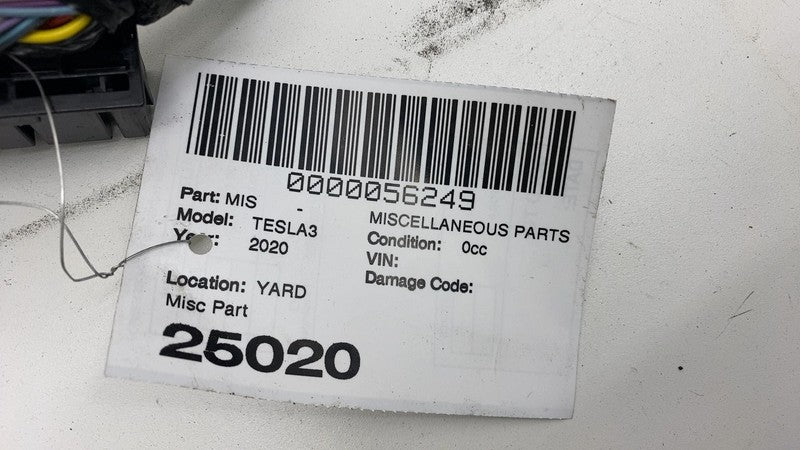 0000056249
Part: MIS - MISCELLANEOUS PARTS
Model: TESLA3 Condition: 0cc
Year: 2020 VIN:
Damage Code:
Location: YARD
Misc Part
25020